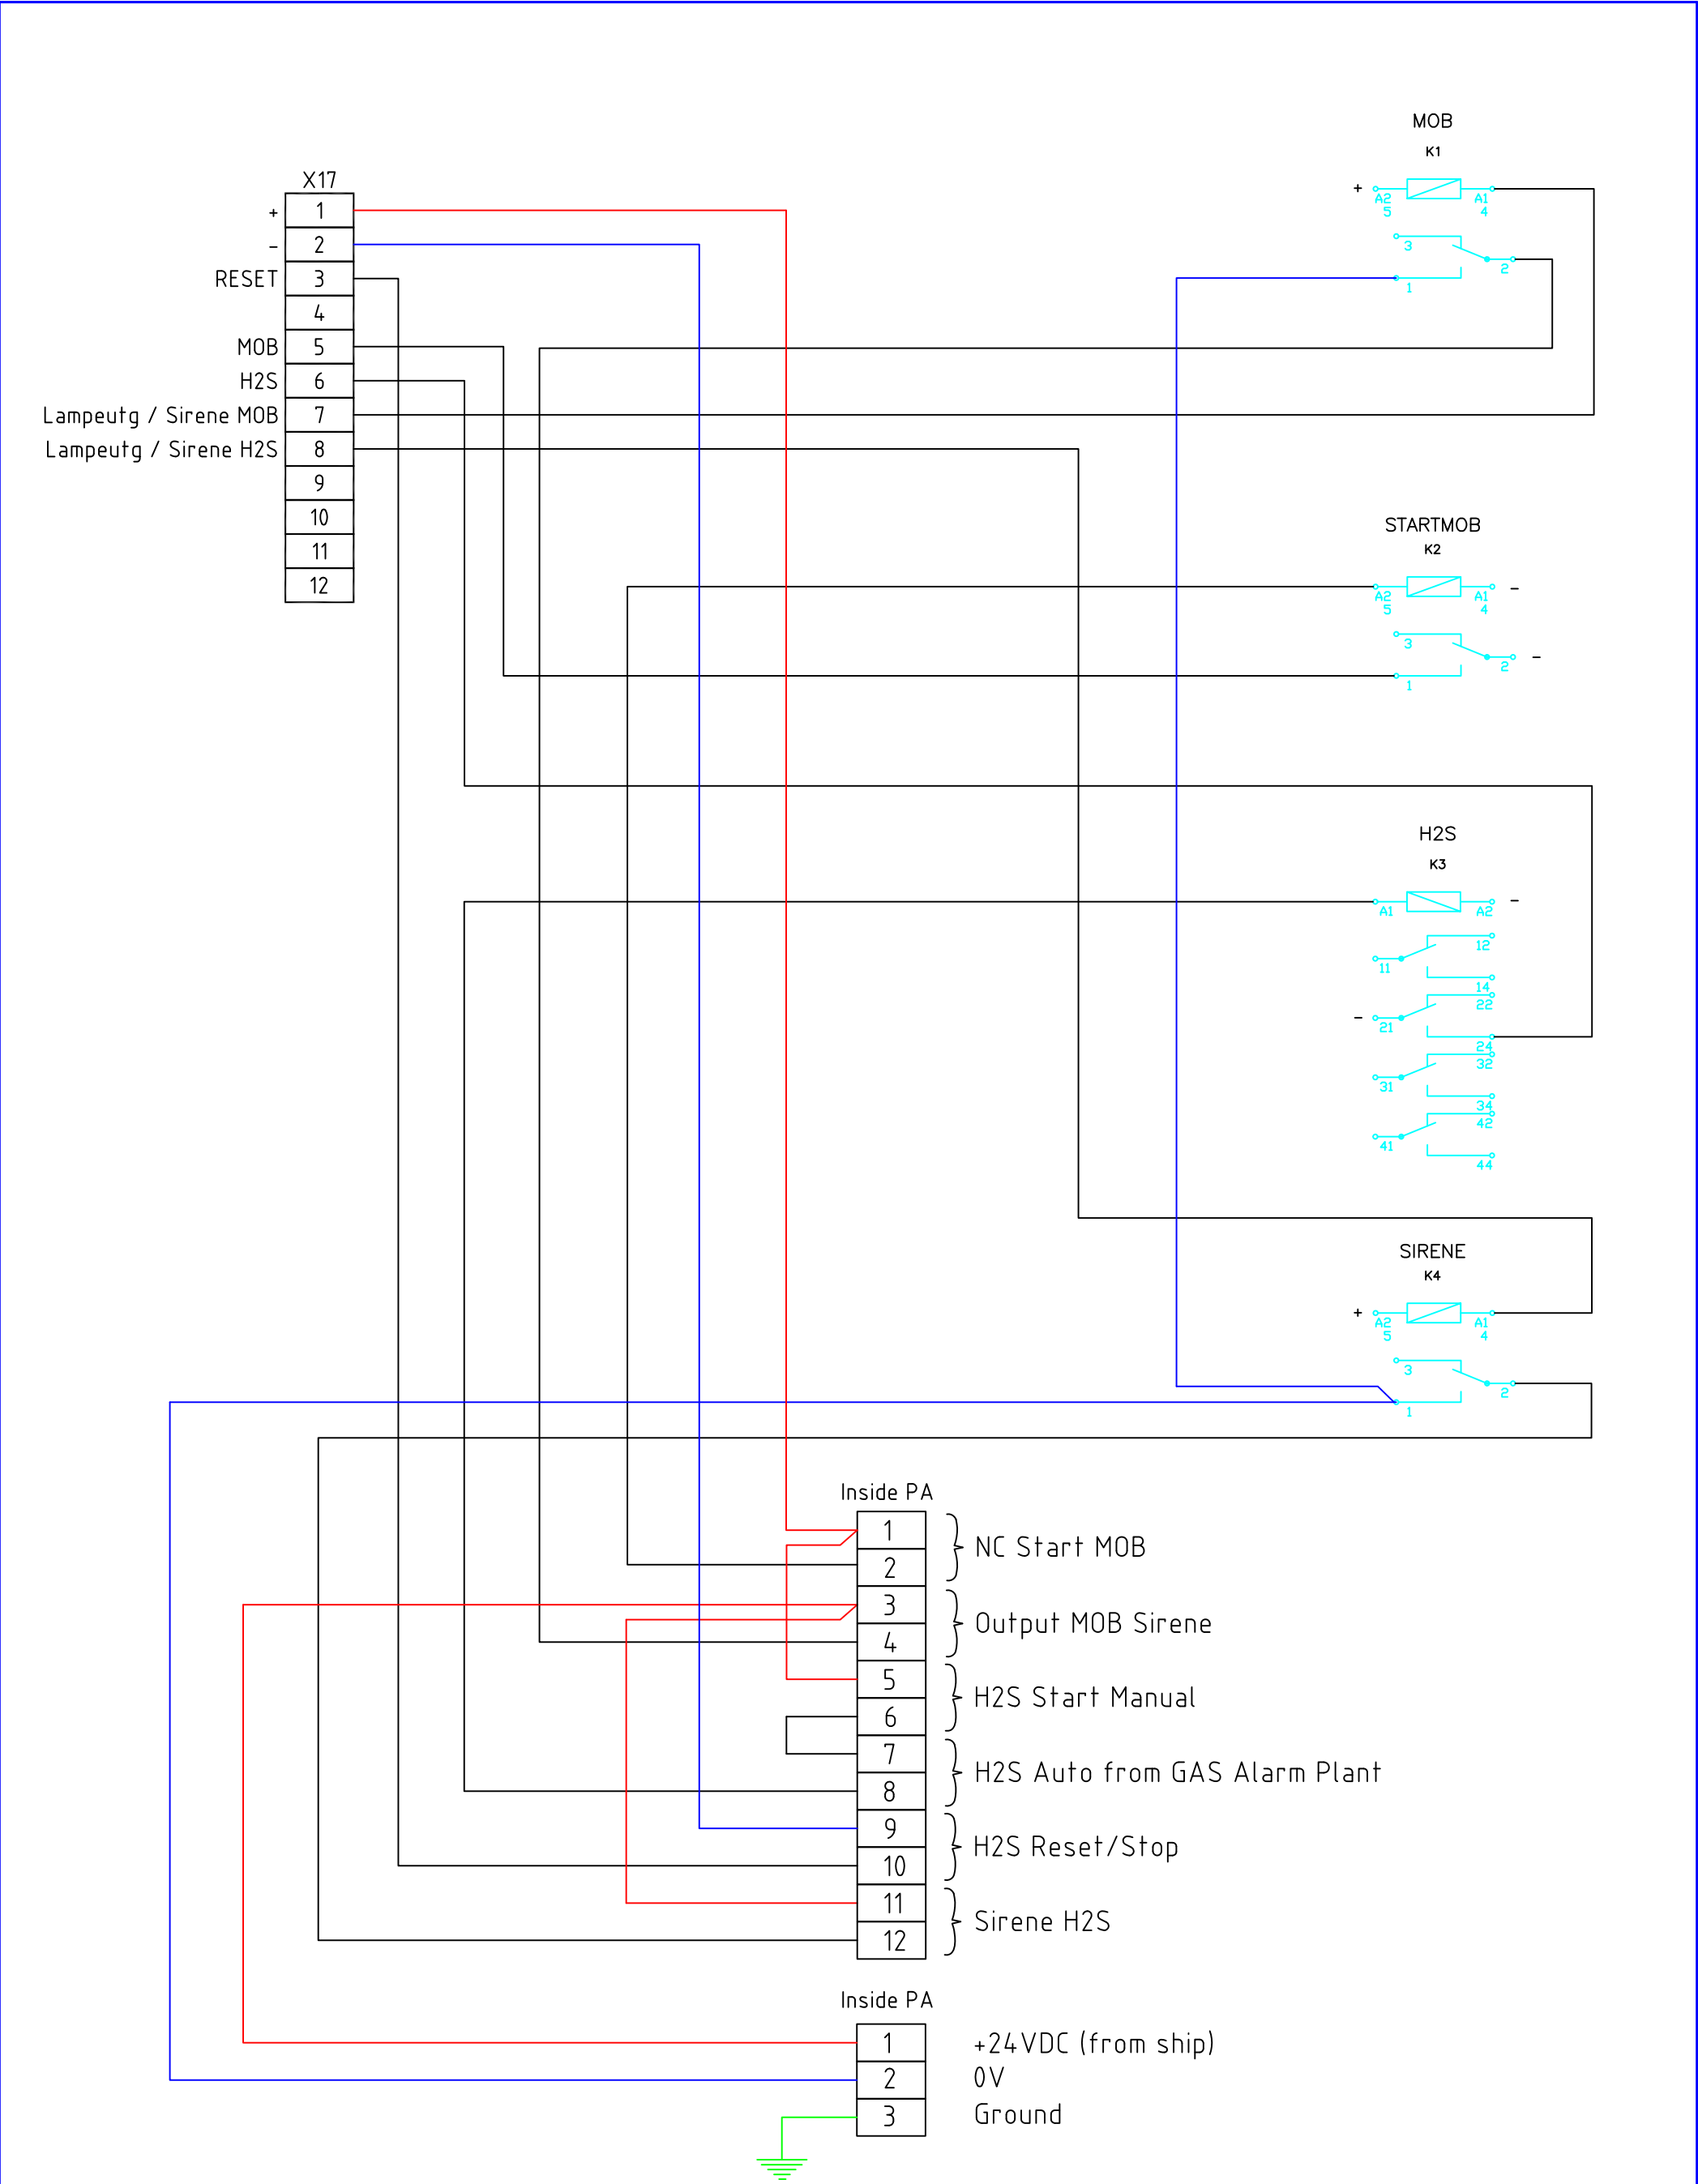 MOB
K1
+
A2
5
A1
4
3
2
1
X17
+ 1
– 2
RESET 3
4
MOB 5
H2S 6
Lampeutg / Sirene MOB 7
Lampeutg / Sirene H2S 8
9
10
11
12
STARTMOB
K2
A2
5
A1
4
–
3
2
–
1
H2S
K3
A1
A2
–
12
11
14
22
–
21
24
32
31
34
42
41
44
SIRENE
K4
+
A2
5
A1
4
3
2
1
Inside PA
1
2
NC Start MOB
3
4
Output MOB Sirene
5
6
H2S Start Manual
7
8
H2S Auto from GAS Alarm Plant
9
10
H2S Reset/Stop
11
12
Sirene H2S
Inside PA
1 +24VDC (from ship)
2 0V
3 Ground